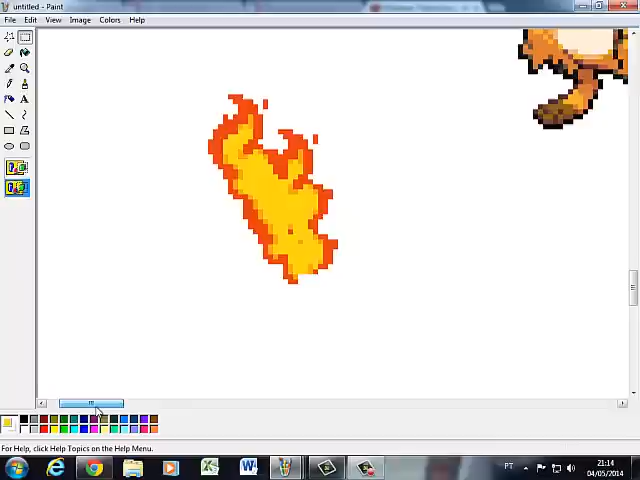 untitled - Paint
File Edit View Image Colors Help
For Help, click Help Topics on the Help Menu.
PT
21:14
04/05/2014